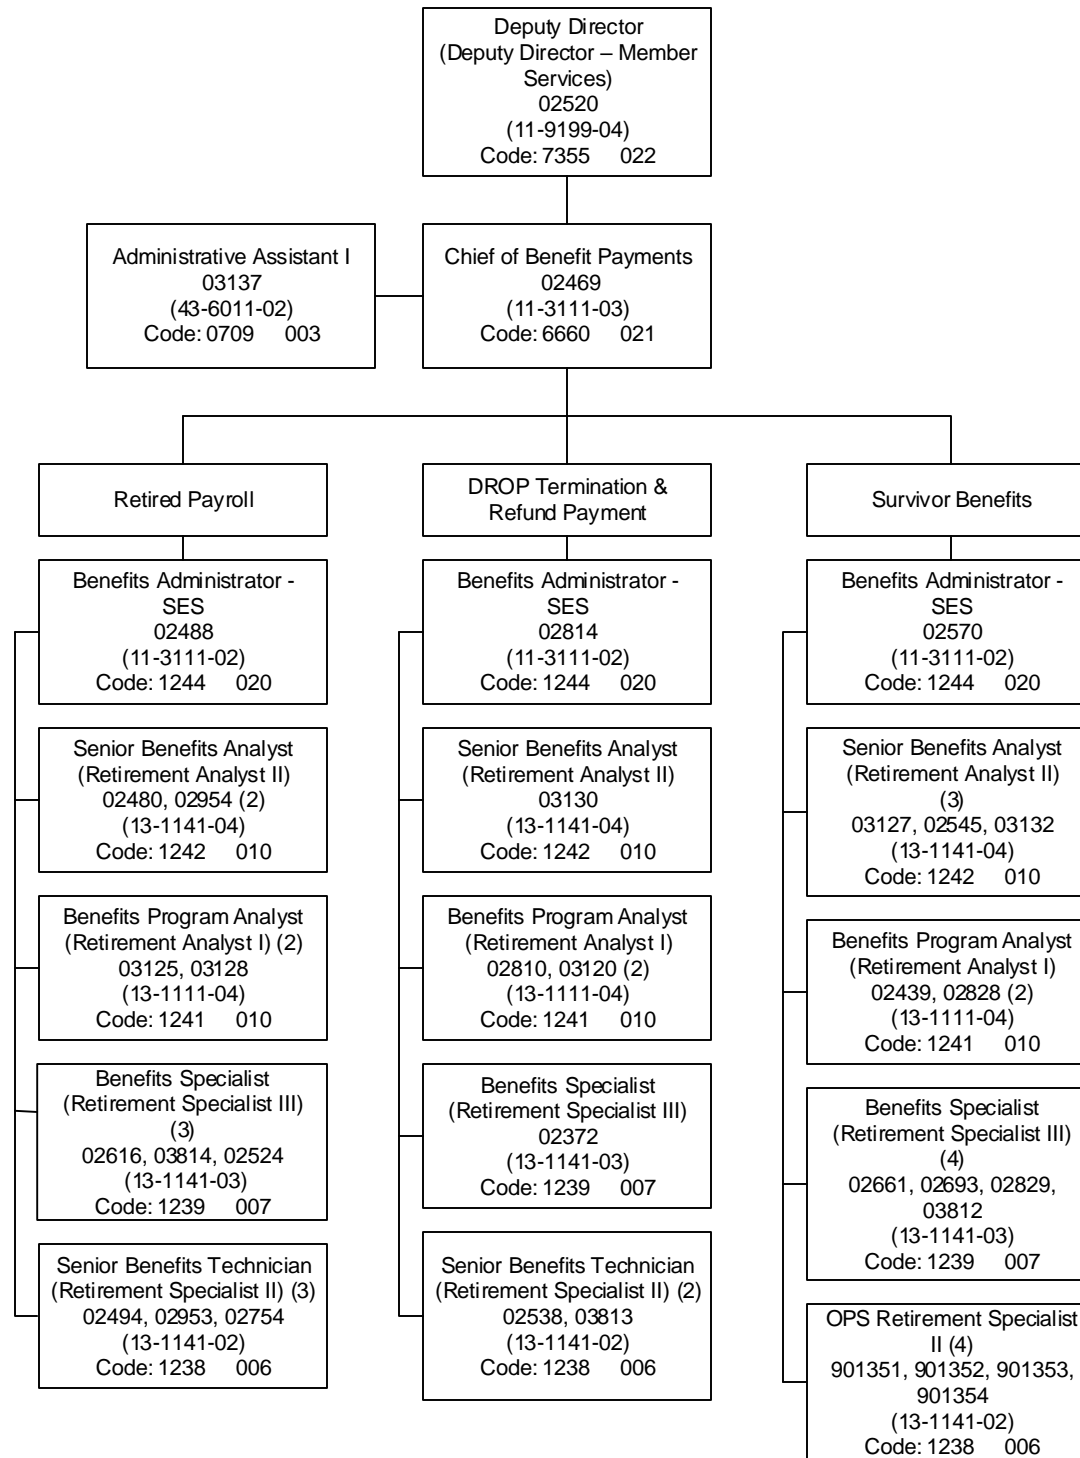 Deputy Director
(Deputy Director – Member
Services)
02520
(11-9199-04)
Code: 7355 022
Administrative Assistant I
03137
(43-6011-02)
Code: 0709 003
Chief of Benefit Payments
02469
(11-3111-03)
Code: 6660 021
Retired Payroll
Benefits Administrator -
SES
02488
(11-3111-02)
Code: 1244 020
Senior Benefits Analyst
(Retirement Analyst II)
02480, 02954 (2)
(13-1141-04)
Code: 1242 010
Benefits Program Analyst
(Retirement Analyst I) (2)
03125, 03128
(13-1111-04)
Code: 1241 010
Benefits Specialist
(Retirement Specialist III)
(3)
02616, 03814, 02524
(13-1141-03)
Code: 1239 007
Senior Benefits Technician
(Retirement Specialist II) (3)
02494, 02953, 02754
(13-1141-02)
Code: 1238 006
DROP Termination &
Refund Payment
Benefits Administrator -
SES
02814
(11-3111-02)
Code: 1244 020
Senior Benefits Analyst
(Retirement Analyst II)
03130
(13-1141-04)
Code: 1242 010
Benefits Program Analyst
(Retirement Analyst I)
02810, 03120 (2)
(13-1111-04)
Code: 1241 010
Benefits Specialist
(Retirement Specialist III)
02372
(13-1141-03)
Code: 1239 007
Senior Benefits Technician
(Retirement Specialist II) (2)
02538, 03813
(13-1141-02)
Code: 1238 006
Survivor Benefits
Benefits Administrator -
SES
02570
(11-3111-02)
Code: 1244 020
Senior Benefits Analyst
(Retirement Analyst II)
(3)
03127, 02545, 03132
(13-1141-04)
Code: 1242 010
Benefits Program Analyst
(Retirement Analyst I)
02439, 02828 (2)
(13-1111-04)
Code: 1241 010
Benefits Specialist
(Retirement Specialist III)
(4)
02661, 02693, 02829,
03812
(13-1141-03)
Code: 1239 007
OPS Retirement Specialist
II (4)
901351, 901352, 901353,
901354
(13-1141-02)
Code: 1238 006